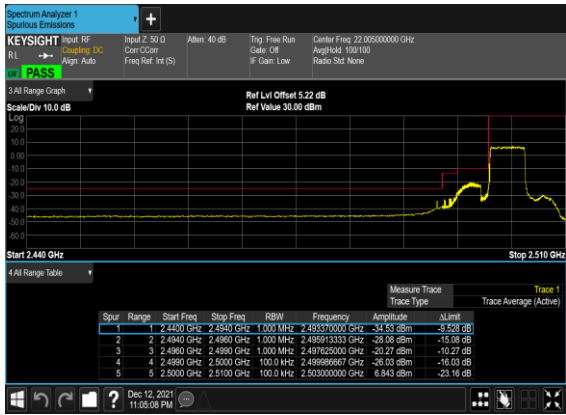 Spectrum Analyzer 1
Spurious Emissions
KEYSIGHT Input: RF Input Z: 50 Ω Atten: 40 dB Trig: Free Run Center Freq: 22.005000000 GHz
RL Coupling: DC Corr CCorr Gate: Off Avg|Hold: 100/100
Align: Auto Freq Ref: Int (S) IF Gain: Low Radio Std: None
PASS
3 All Range Graph Ref Lvl Offset 5.22 dB
Scale/Div 10.0 dB Ref Value 30.00 dBm
Log
20.0
10.0
0.00
-10.0
-20.0
-30.0
-40.0
-50.0
-60.0
Start 2.440 GHz Stop 2.510 GHz
4 All Range Table
Measure Trace Trace 1
Trace Type Trace Average (Active)
Spur Range Start Freq Stop Freq RBW Frequency Amplitude ΔLimit
1 1 2.4400 GHz 2.4940 GHz 1.000 MHz 2.493370000 GHz -34.53 dBm -9.528 dB
2 2 2.4940 GHz 2.4960 GHz 1.000 MHz 2.495913333 GHz -28.08 dBm -15.08 dB
3 3 2.4960 GHz 2.4990 GHz 1.000 MHz 2.497625000 GHz -20.27 dBm -10.27 dB
4 4 2.4990 GHz 2.5000 GHz 100.0 kHz 2.499986667 GHz -26.03 dBm -16.03 dB
5 5 2.5000 GHz 2.5100 GHz 100.0 kHz 2.503000000 GHz 6.843 dBm -23.16 dB
Dec 12, 2021
11:05:08 PM